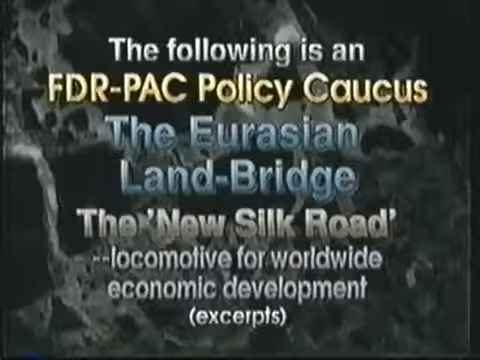 The following is an
FDR-PAC Policy Caucus
The Eurasian
Land-Bridge
The 'New Silk Road'
--locomotive for worldwide
economic development
(excerpts)